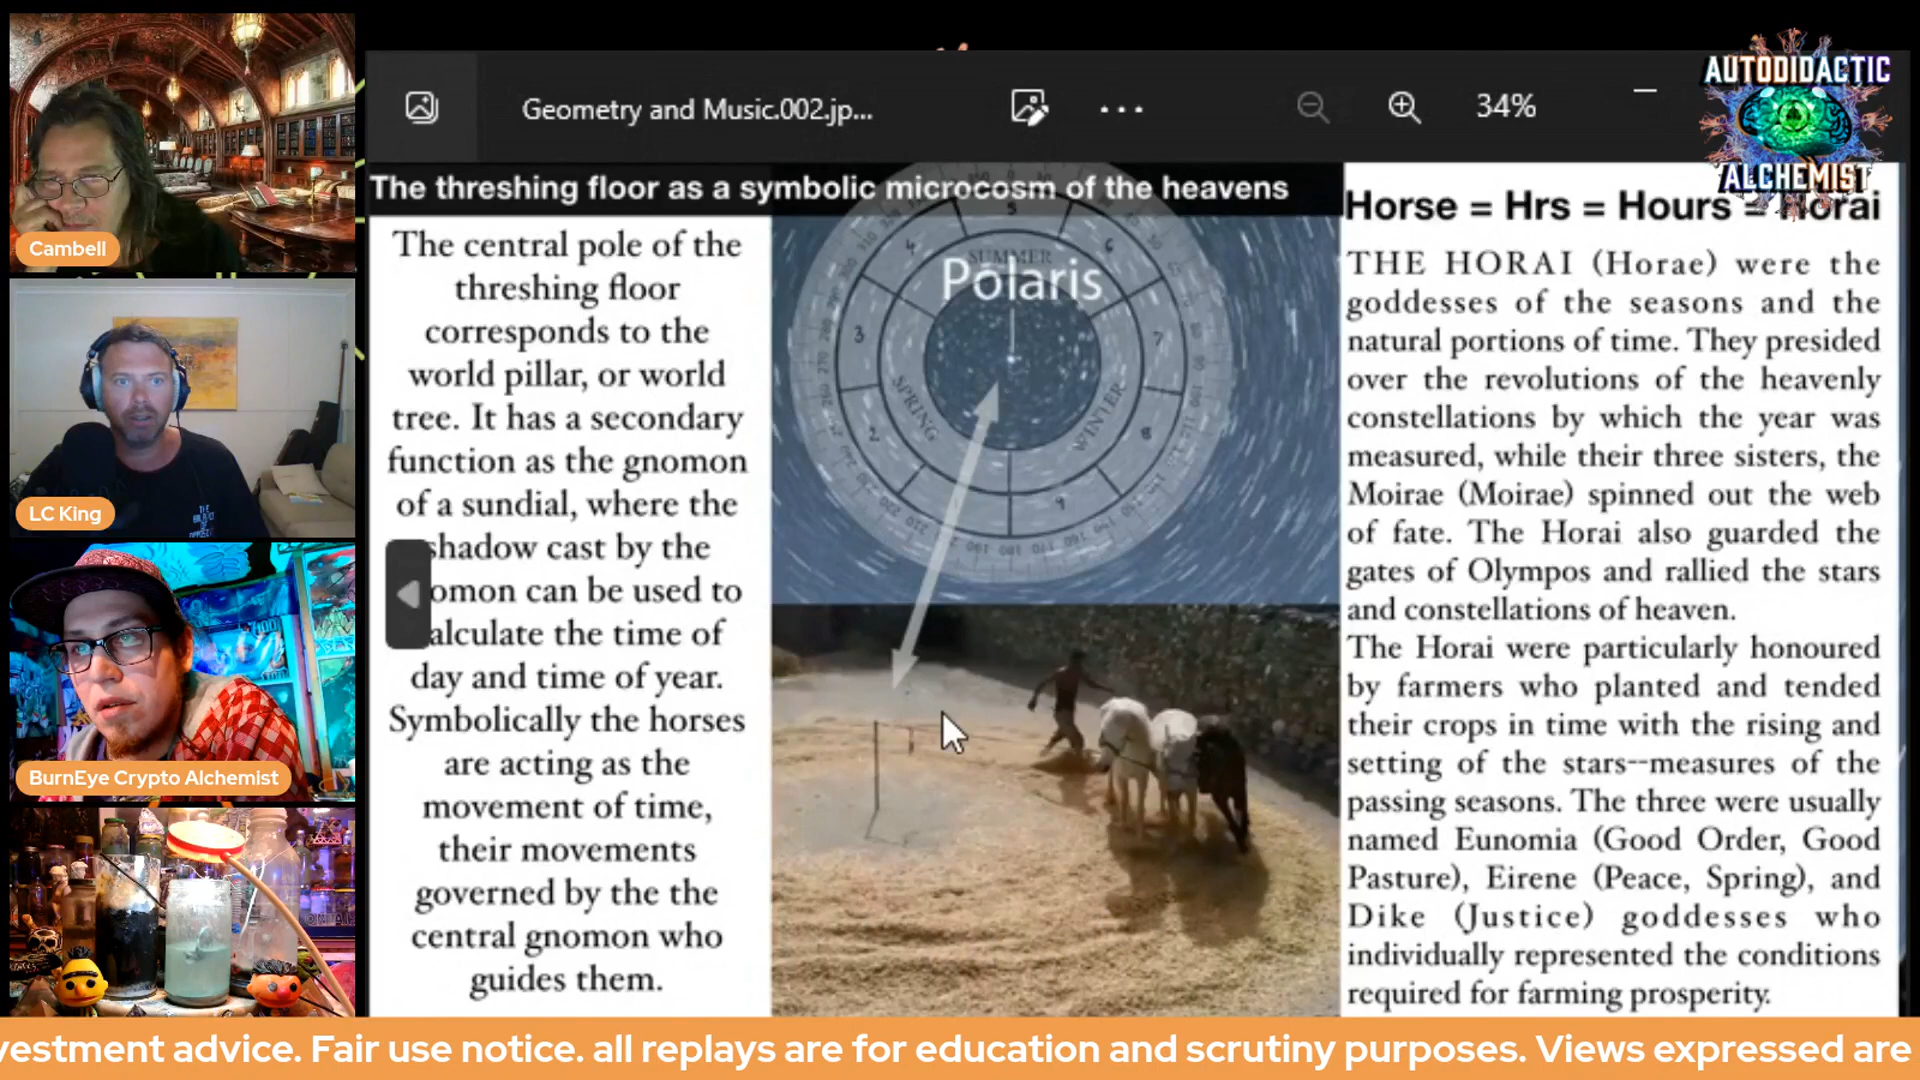 Geometry and Music.002.jp...
34%
AUTODIDACTIC
ALCHEMIST
The threshing floor as a symbolic microcosm of the heavens
The central pole of the
threshing floor
corresponds to the
world pillar, or world
tree. It has a secondary
function as the gnomon
of a sundial, where the
shadow cast by the
omon can be used to
alculate the time of
day and time of year.
Symbolically the horses
are acting as the
movement of time,
their movements
governed by the the
central gnomon who
guides them.
SUMMER
Polaris
SPRING
WINTER
Horse = Hrs = Hours = Horai
THE HORAI (Horae) were the
goddesses of the seasons and the
natural portions of time. They presided
over the revolutions of the heavenly
constellations by which the year was
measured, while their three sisters, the
Moirae (Moirae) spinned out the web
of fate. The Horai also guarded the
gates of Olympos and rallied the stars
and constellations of heaven.
The Horai were particularly honoured
by farmers who planted and tended
their crops in time with the rising and
setting of the stars--measures of the
passing seasons. The three were usually
named Eunomia (Good Order, Good
Pasture), Eirene (Peace, Spring), and
Dike (Justice) goddesses who
individually represented the conditions
required for farming prosperity.
Cambell
LC King
BurnEye Crypto Alchemist
vestment advice. Fair use notice. all replays are for education and scrutiny purposes. Views expressed are